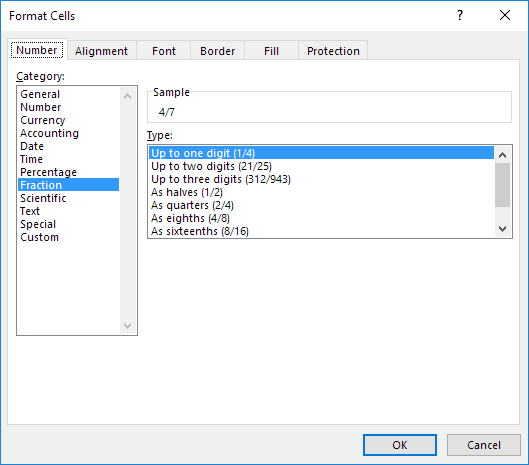 Format Cells
?
Number Alignment Font Border Fill Protection
Category:
General
Number
Currency
Accounting
Date
Time
Percentage
Fraction
Scientific
Text
Special
Custom
Sample
4/7
Type:
Up to one digit (1/4)
Up to two digits (21/25)
Up to three digits (312/943)
As halves (1/2)
As quarters (2/4)
As eighths (4/8)
As sixteenths (8/16)
OK Cancel